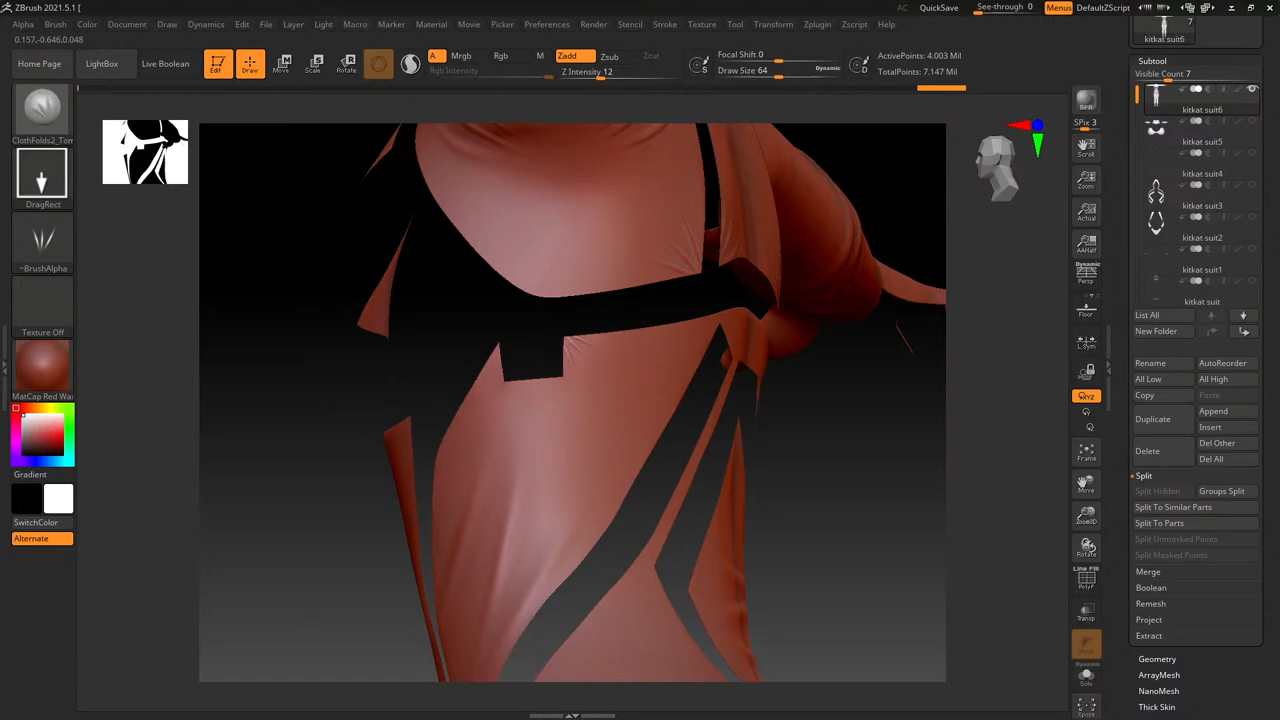 ZBrush 2021.5.1 [
AC QuickSave See-through 0 Menus DefaultZScript
Alpha Brush Color Document Draw Dynamics Edit File Layer Light Macro Marker Material Movie Picker Preferences Render Stencil Stroke Texture Tool Transform Zplugin Zscript Help
0.157,-0.646,0.048
Home Page LightBox Live Boolean
Edit Draw Move Scale Rotate
A Mrgb Rgb M Zadd Zsub Zcut
Rgb Intensity Z Intensity 12
Focal Shift 0
Draw Size 64 Dynamic
S D
ActivePoints: 4.003 Mil
TotalPoints: 7.147 Mil
ClothFolds2_Tom
DragRect
~BrushAlpha
Texture Off
MatCap Red Wax
Gradient
SwitchColor
Alternate
BPR
SPix 3
Scroll
Zoom
Actual
AAHalf
Dynamic
Persp
Floor
L.Sym
XYZ
Frame
Move
Zoom3D
Rotate
Line Fill
PolyF
Transp
Dynamic
Solo
Xpose
7
kitkat suit6
Subtool
Visible Count 7
kitkat suit6
kitkat suit5
kitkat suit4
kitkat suit3
kitkat suit2
kitkat suit1
kitkat suit
List All
New Folder
Rename AutoReorder
All Low All High
Copy Paste
Duplicate Append
Insert
Delete Del Other
Del All
Split
Split Hidden Groups Split
Split To Similar Parts
Split To Parts
Split Unmasked Points
Split Masked Points
Merge
Boolean
Remesh
Project
Extract
Geometry
ArrayMesh
NanoMesh
Thick Skin